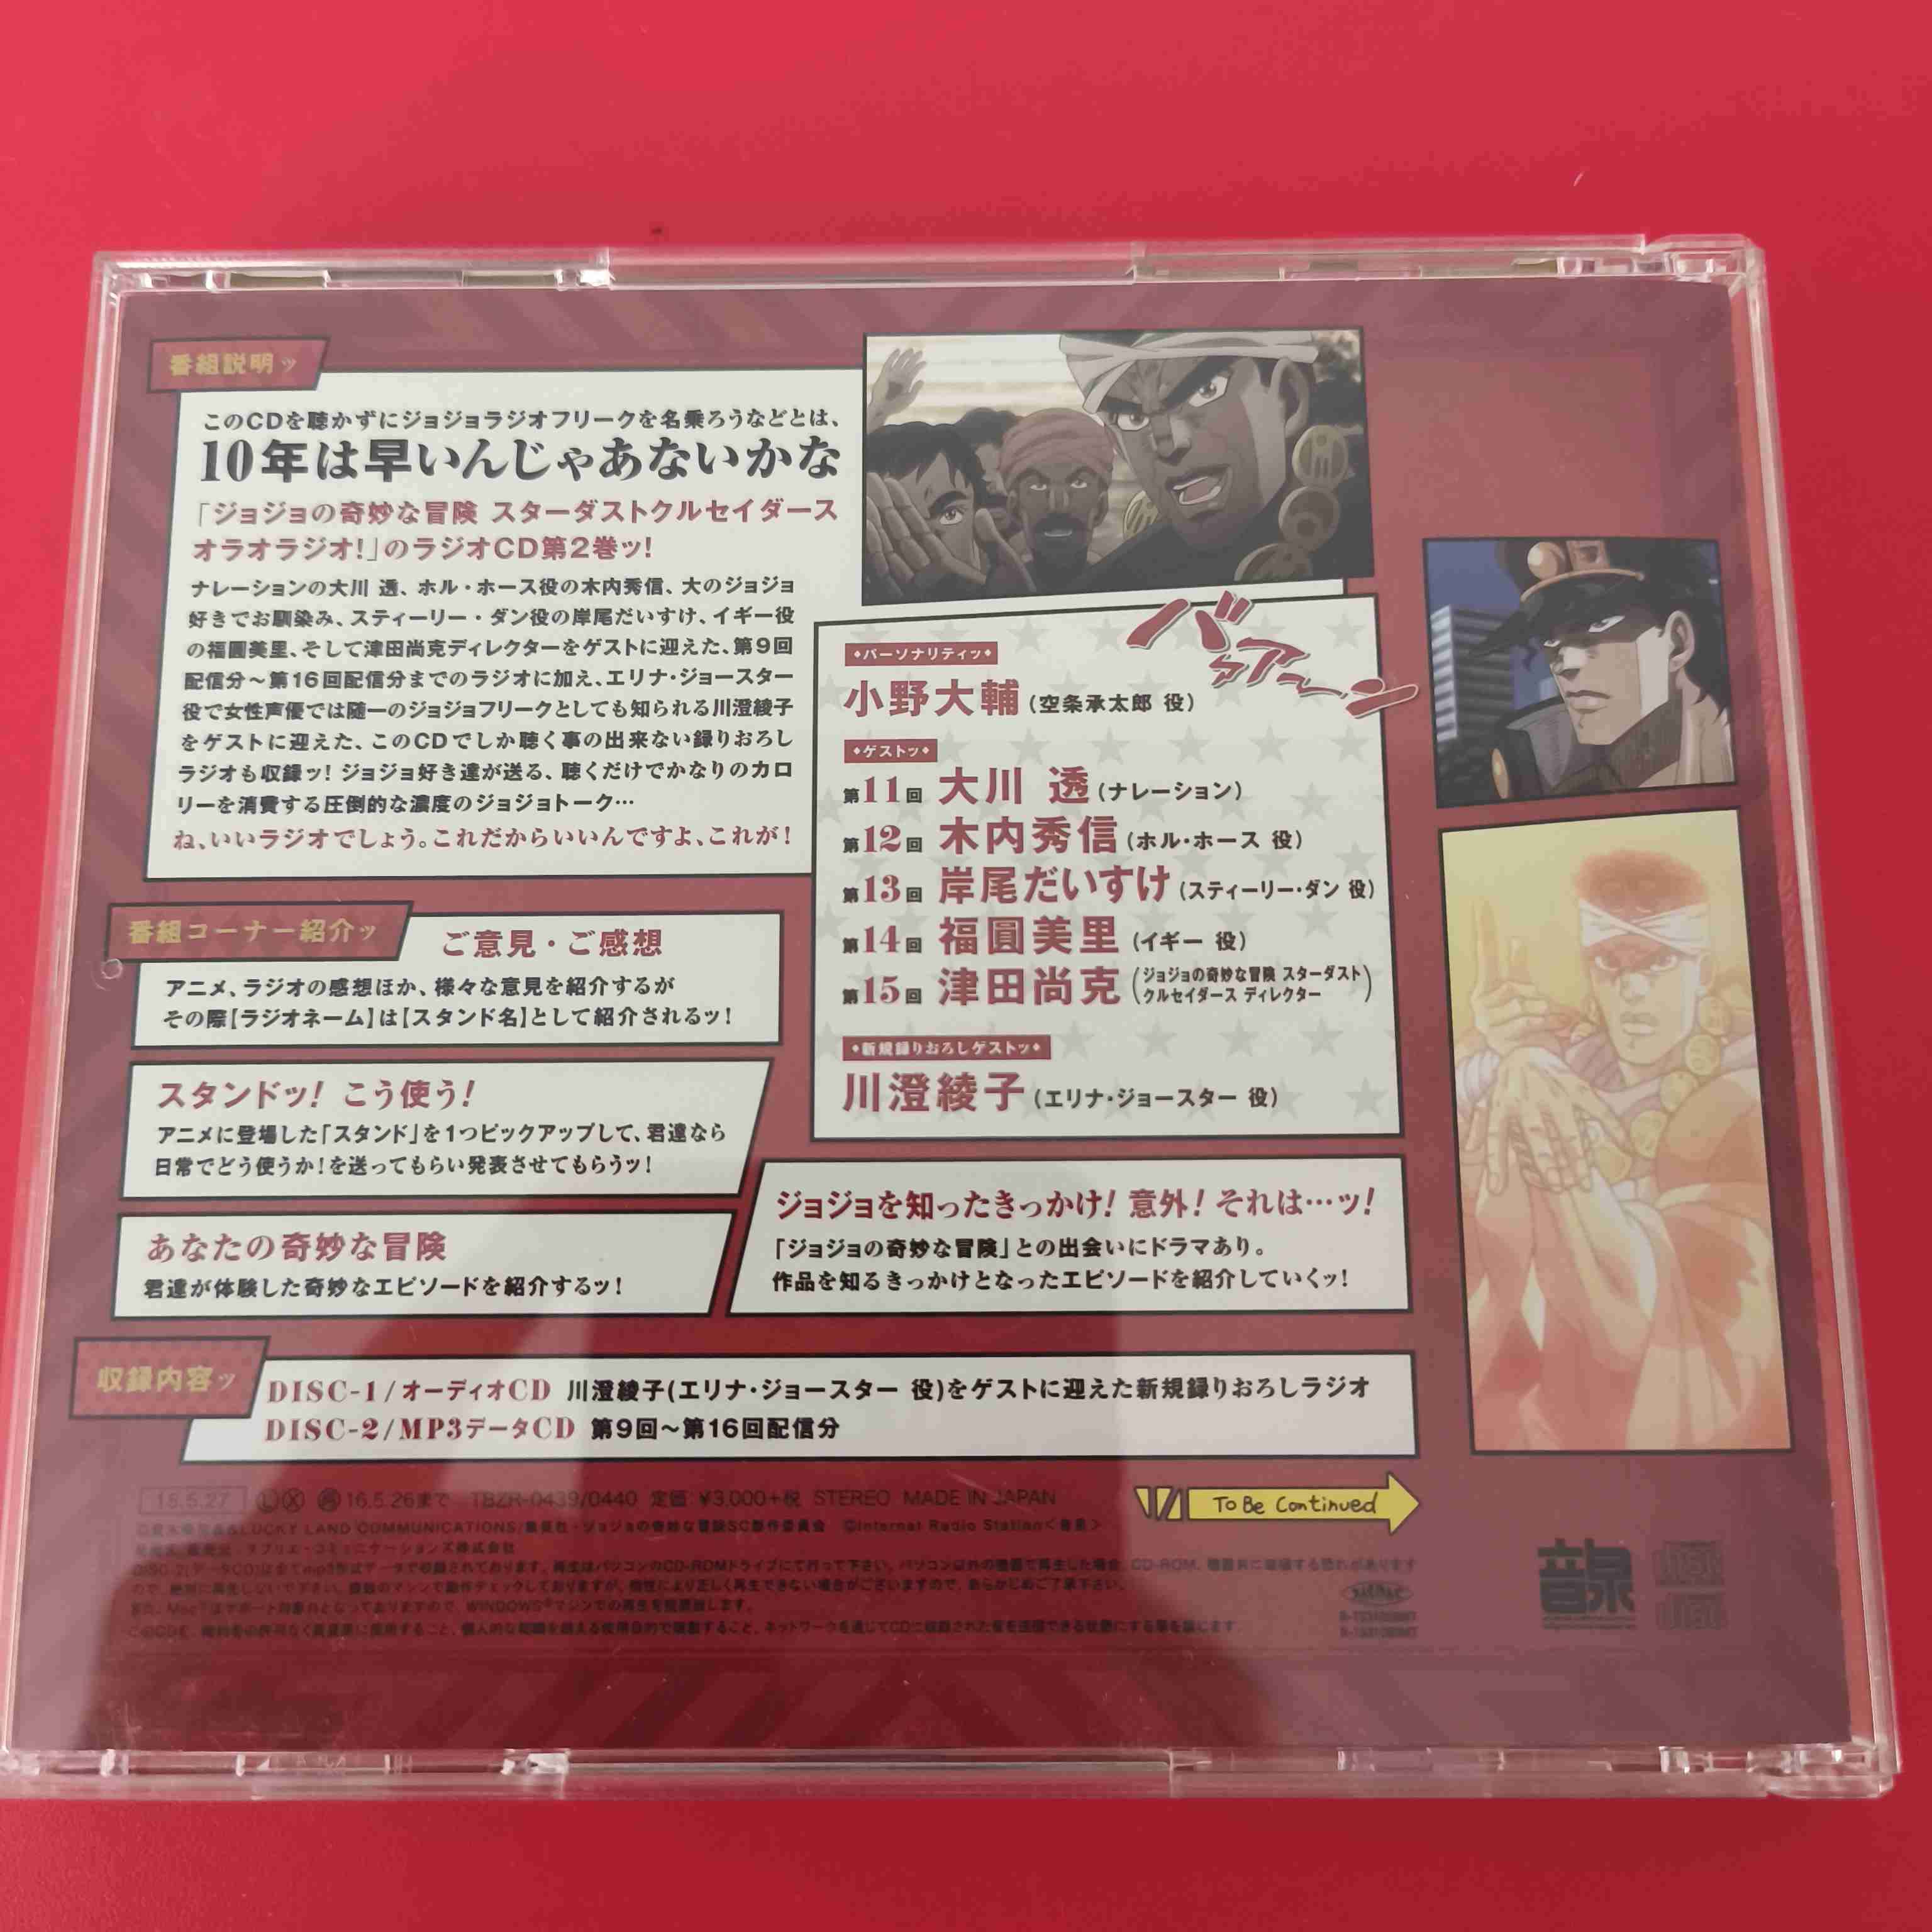 番組説明ッ
このCDを聴かずにジョジョラジオフリークを名乗ろうなどとは、
10年は早いんじゃあないかな
「ジョジョの奇妙な冒険 スターダストクルセイダース
オラオラジオ!」のラジオCD第2巻ッ!
ナレーションの大川 透、ホル・ホース役の木内秀信、大のジョジョ
好きでお馴染み、スティーリー・ダン役の岸尾だいすけ、イギー役
の福圓美里、そして津田尚克ディレクターをゲストに迎えた、第9回
配信分～第16回配信分までのラジオに加え、エリナ・ジョースター
役で女性声優では随一のジョジョフリークとしても知られる川澄綾子
をゲストに迎えた、このCDでしか聴く事の出来ない録りおろし
ラジオも収録ッ! ジョジョ好き達が送る、聴くだけでかなりのカロ
リーを消費する圧倒的な濃度のジョジョトーク…
ね、いいラジオでしょう。これだからいいんですよ、これが!
バァアーン
◆パーソナリティッ◆
小野大輔(空条承太郎 役)
◆ゲストッ◆
第11回 大川 透(ナレーション)
第12回 木内秀信(ホル・ホース 役)
第13回 岸尾だいすけ(スティーリー・ダン 役)
第14回 福圓美里(イギー 役)
第15回 津田尚克(ジョジョの奇妙な冒険 スターダスト
クルセイダース ディレクター)
◆新規録りおろしゲストッ◆
川澄綾子(エリナ・ジョースター 役)
番組コーナー紹介ッ
ご意見・ご感想
アニメ、ラジオの感想ほか、様々な意見を紹介するが
その際【ラジオネーム】は【スタンド名】として紹介されるッ!
スタンドッ! こう使う!
アニメに登場した「スタンド」を1つピックアップして、君達なら
日常でどう使うか!を送ってもらい発表させてもらうッ!
あなたの奇妙な冒険
君達が体験した奇妙なエピソードを紹介するッ!
ジョジョを知ったきっかけ! 意外! それは…ッ!
「ジョジョの奇妙な冒険」との出会いにドラマあり。
作品を知るきっかけとなったエピソードを紹介していくッ!
収録内容ッ
DISC-1/オーディオCD 川澄綾子(エリナ・ジョースター 役)をゲストに迎えた新規録りおろしラジオ
DISC-2/MP3データCD 第9回～第16回配信分
15.5.27 16.5.26まで TBZR-0439/0440 定価:¥3,000+税 STEREO MADE IN JAPAN
To Be Continued
&LUCKY LAND COMMUNICATIONS/集英社・ジョジョの奇妙な冒険SC製作委員会 ©Internet Radio Station<音泉>
音泉